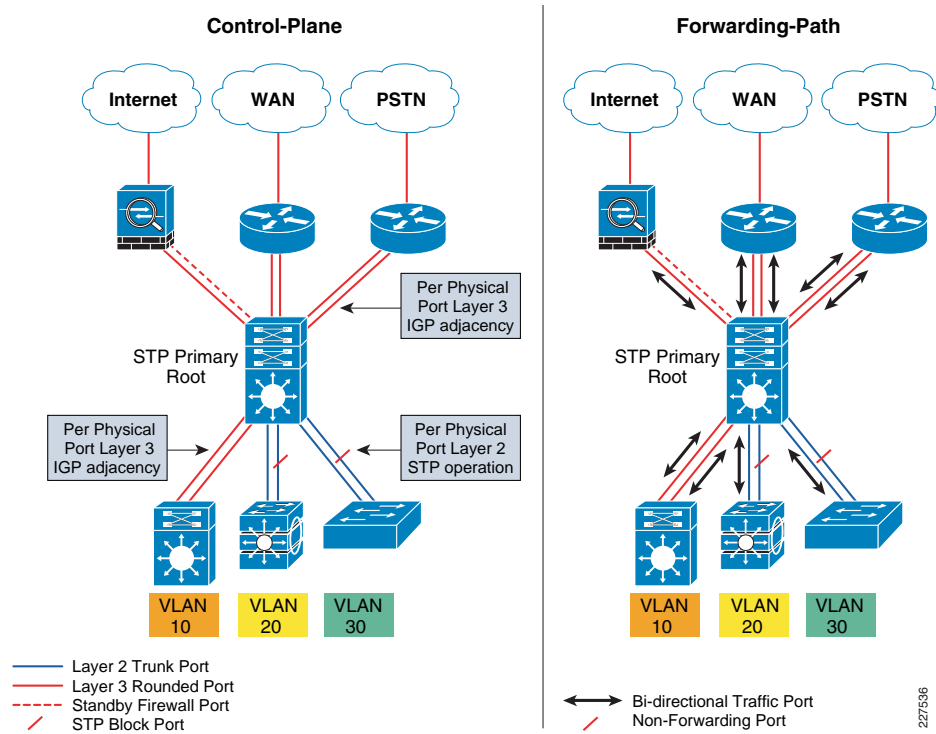 Control-Plane
Internet
WAN
PSTN
Per Physical
Port Layer 3
IGP adjacency
STP Primary
Root
Per Physical
Port Layer 3
IGP adjacency
Per Physical
Port Layer 2
STP operation
VLAN
10
VLAN
20
VLAN
30
Layer 2 Trunk Port
Layer 3 Rounded Port
Standby Firewall Port
STP Block Port
Forwarding-Path
Internet
WAN
PSTN
STP Primary
Root
VLAN
10
VLAN
20
VLAN
30
Bi-directional Traffic Port
Non-Forwarding Port
227536